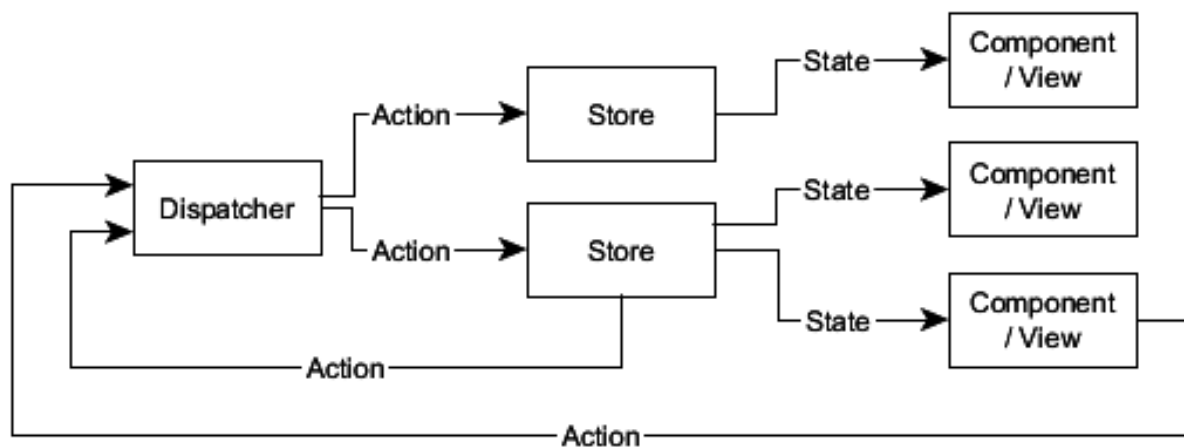 Component
/ View
State
Store
Action
Component
/ View
State
Dispatcher
Store
Action
Component
/ View
State
Action
Action